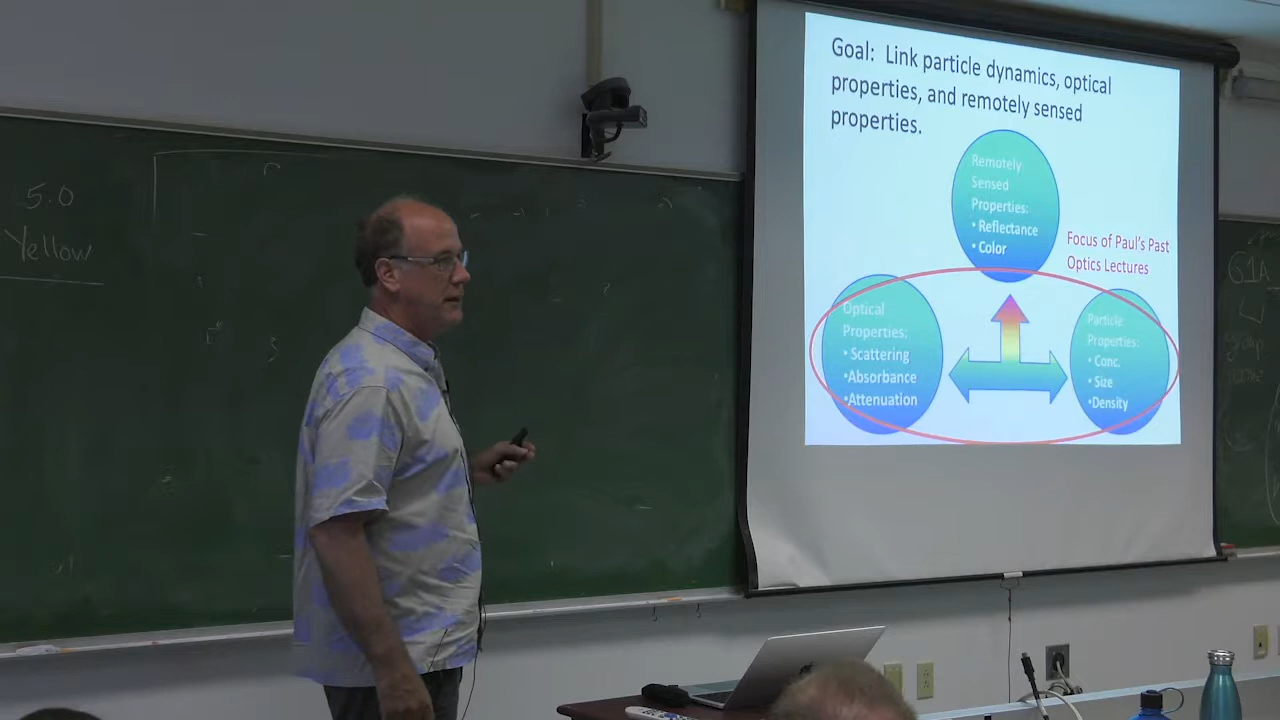 5.0
Yellow
Goal: Link particle dynamics, optical
properties, and remotely sensed
properties.
Remotely
Sensed
Properties:
• Reflectance
• Color
Focus of Paul's Past
Optics Lectures
Optical
Properties:
• Scattering
•Absorbance
•Attenuation
Particle
Properties:
• Conc.
• Size
•Density
G1A